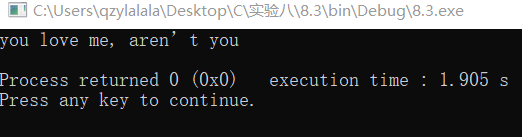 C:\Users\qzylalala\Desktop\C\实验八\8.3\bin\Debug\8.3.exe
you love me, aren’t you
Process returned 0 (0x0)   execution time : 1.905 s
Press any key to continue.